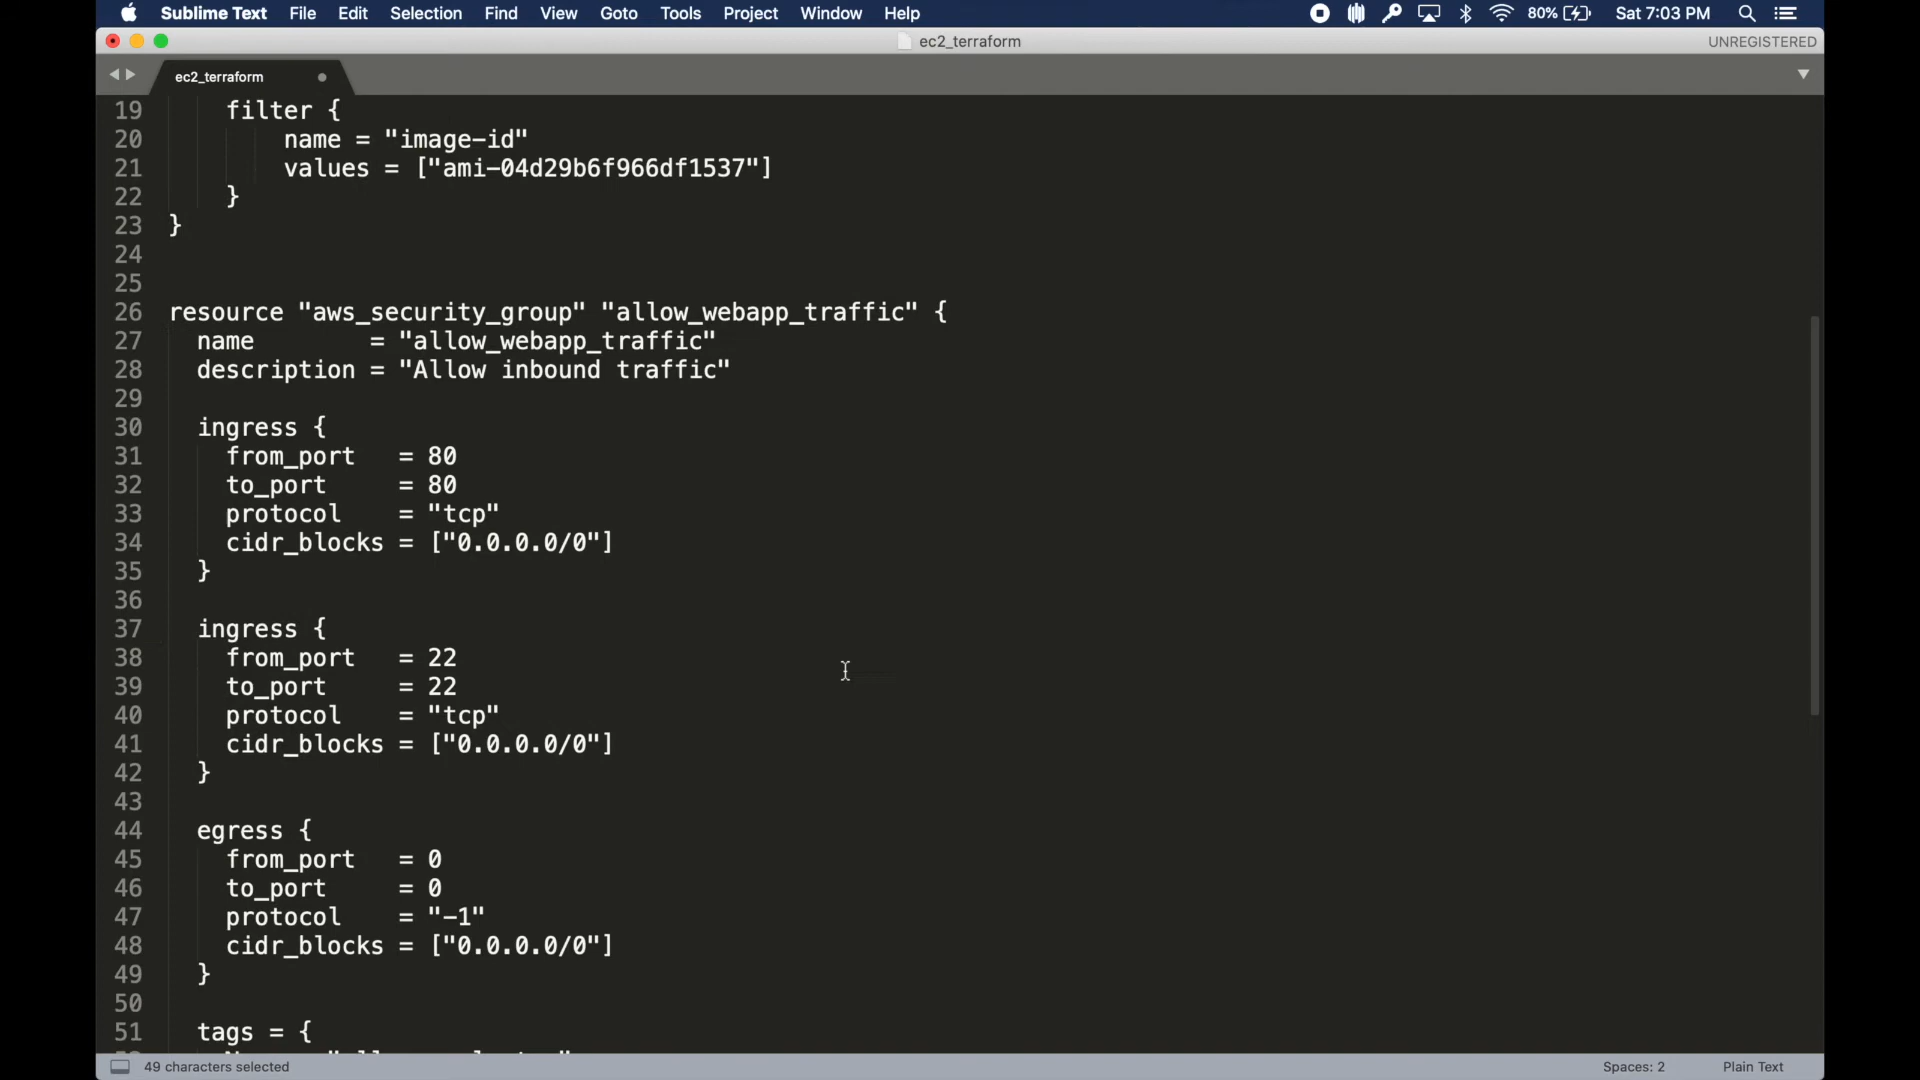 Sublime Text File Edit Selection Find View Goto Tools Project Window Help 80% Sat 7:03 PM
ec2_terraform UNREGISTERED
ec2_terraform
19 filter {
20 name = "image-id"
21 values = ["ami-04d29b6f966df1537"]
22 }
23 }
24
25
26 resource "aws_security_group" "allow_webapp_traffic" {
27 name = "allow_webapp_traffic"
28 description = "Allow inbound traffic"
29
30 ingress {
31 from_port = 80
32 to_port = 80
33 protocol = "tcp"
34 cidr_blocks = ["0.0.0.0/0"]
35 }
36
37 ingress {
38 from_port = 22
39 to_port = 22
40 protocol = "tcp"
41 cidr_blocks = ["0.0.0.0/0"]
42 }
43
44 egress {
45 from_port = 0
46 to_port = 0
47 protocol = "-1"
48 cidr_blocks = ["0.0.0.0/0"]
49 }
50
51 tags = {
49 characters selected Spaces: 2 Plain Text